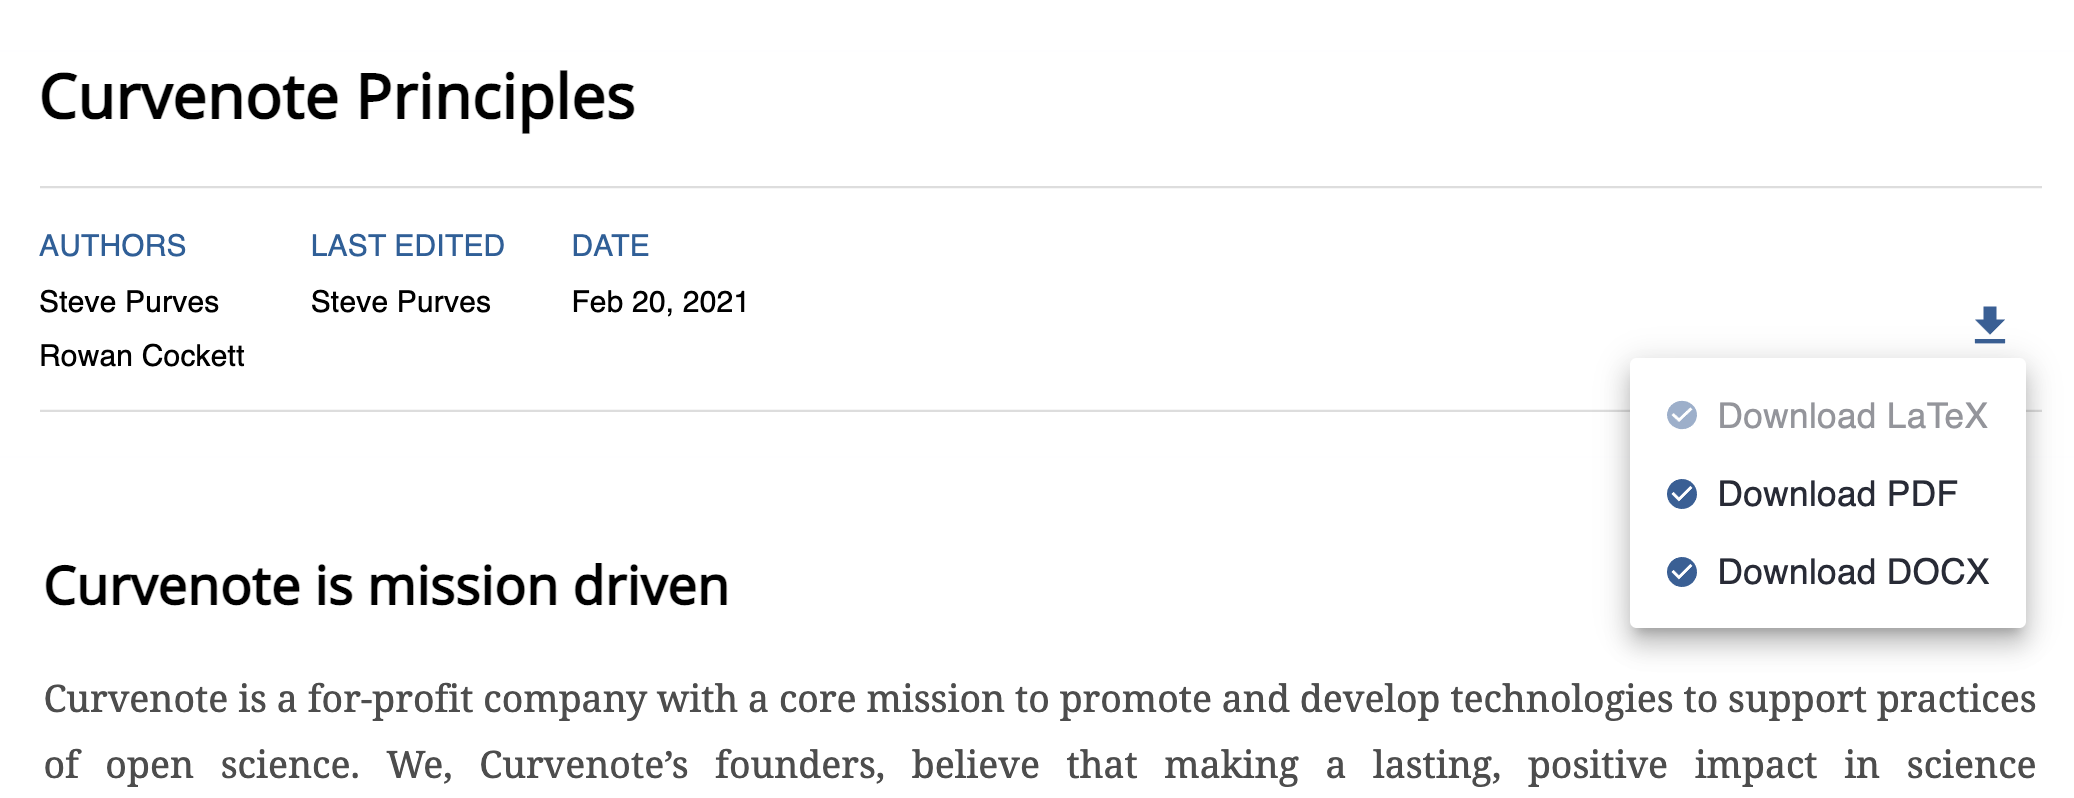 Curvenote Principles
AUTHORS LAST EDITED DATE
Steve Purves Steve Purves Feb 20, 2021
Rowan Cockett
Download LaTeX
Download PDF
Download DOCX
Curvenote is mission driven
Curvenote is a for-profit company with a core mission to promote and develop technologies to support practices
of open science. We, Curvenote’s founders, believe that making a lasting, positive impact in science